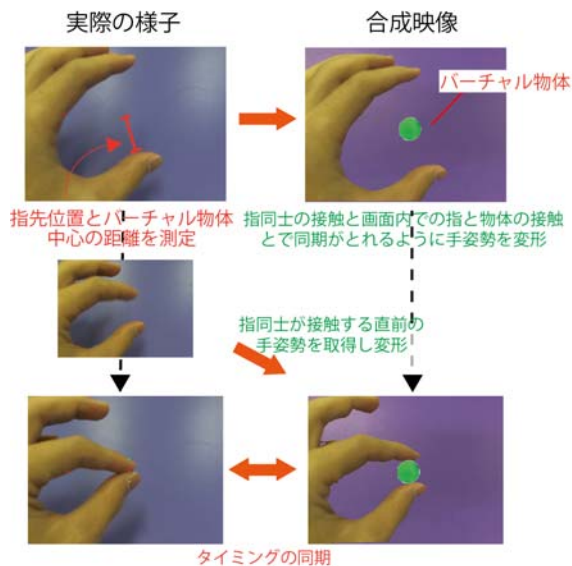 実際の様子
合成映像
バーチャル物体
指先位置とバーチャル物体
中心の距離を測定
指同士の接触と画面内での指と物体の接触
とで同期がとれるように手姿勢を変形
指同士が接触する直前の
手姿勢を取得し変形
タイミングの同期